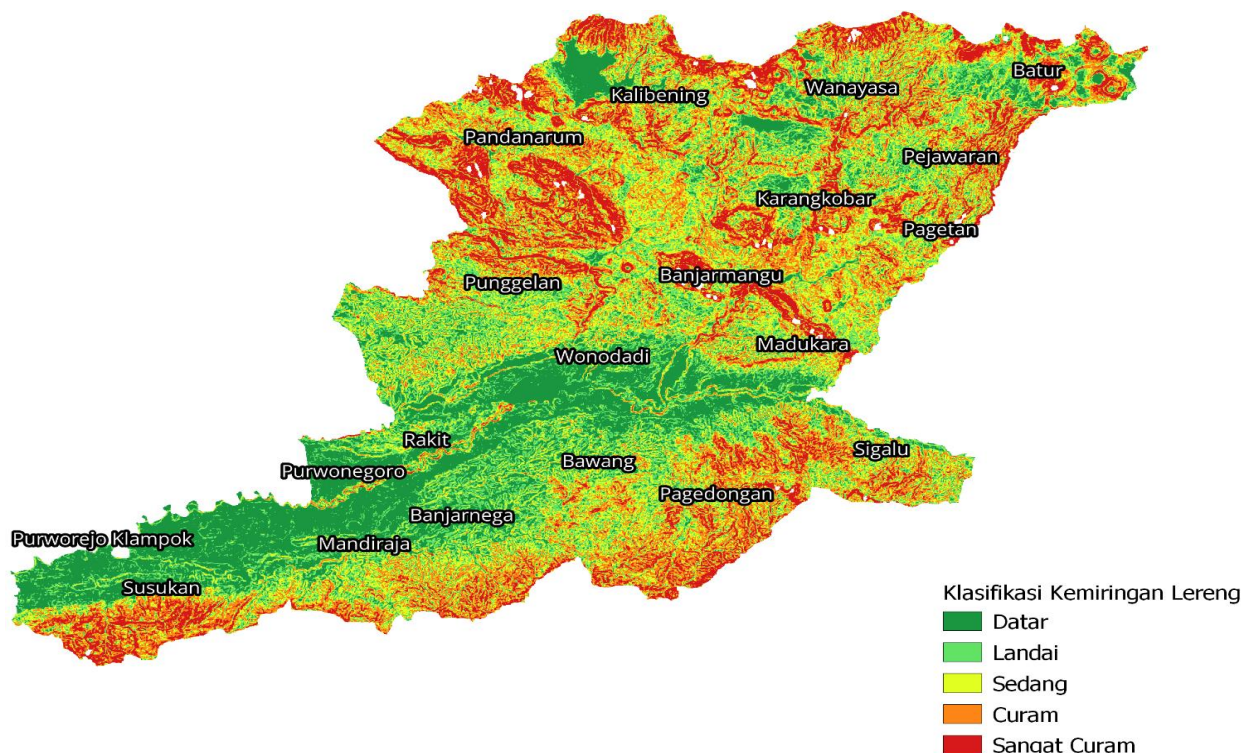 Batur
Kalibening
Wanayasa
Pandanarum
Pejawaran
Karangkobar
Pagetan
Banjarmangu
Punggelan
Madukara
Wonodadi
Rakit
Sigalu
Bawang
Purwonegoro
Pagedongan
Banjarnega
Purworejo Klampok
Mandiraja
Susukan
Klasifikasi Kemiringan Lereng
Datar
Landai
Sedang
Curam
Sangat Curam